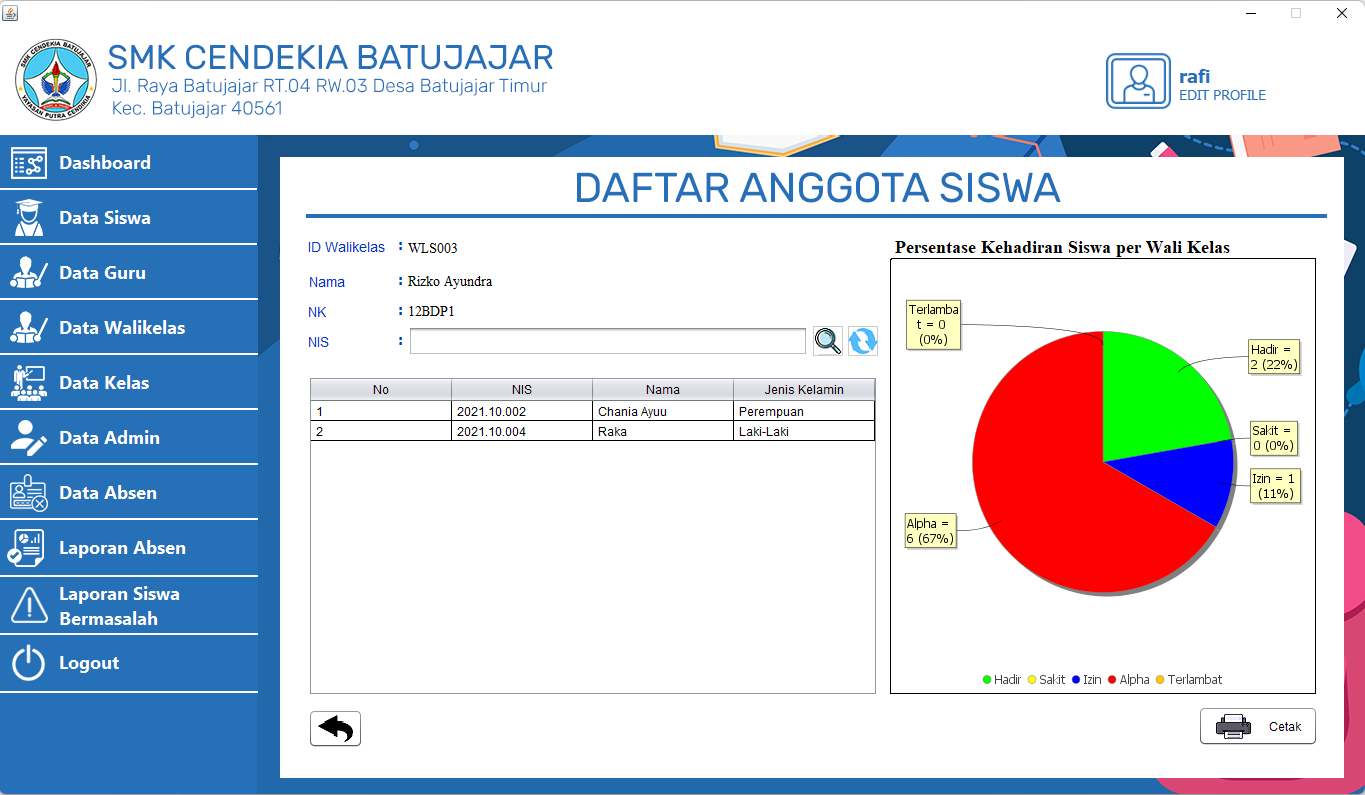 SMK CENDEKIA BATUJAJAR
YAYASAN PUTRA CENDIKIA
SMK CENDEKIA BATUJAJAR
Jl. Raya Batujajar RT.04 RW.03 Desa Batujajar Timur
Kec. Batujajar 40561
rafi
EDIT PROFILE
Dashboard
Data Siswa
Data Guru
Data Walikelas
Data Kelas
Data Admin
Data Absen
Laporan Absen
Laporan Siswa
Bermasalah
Logout
DAFTAR ANGGOTA SISWA
ID Walikelas : WLS003
Nama : Rizko Ayundra
NK : 12BDP1
NIS :
No NIS Nama Jenis Kelamin
1 2021.10.002 Chania Ayuu Perempuan
2 2021.10.004 Raka Laki-Laki
Persentase Kehadiran Siswa per Wali Kelas
Terlamba
t = 0
(0%)
Hadir =
2 (22%)
Sakit =
0 (0%)
Izin = 1
(11%)
Alpha =
6 (67%)
Hadir Sakit Izin Alpha Terlambat
Cetak